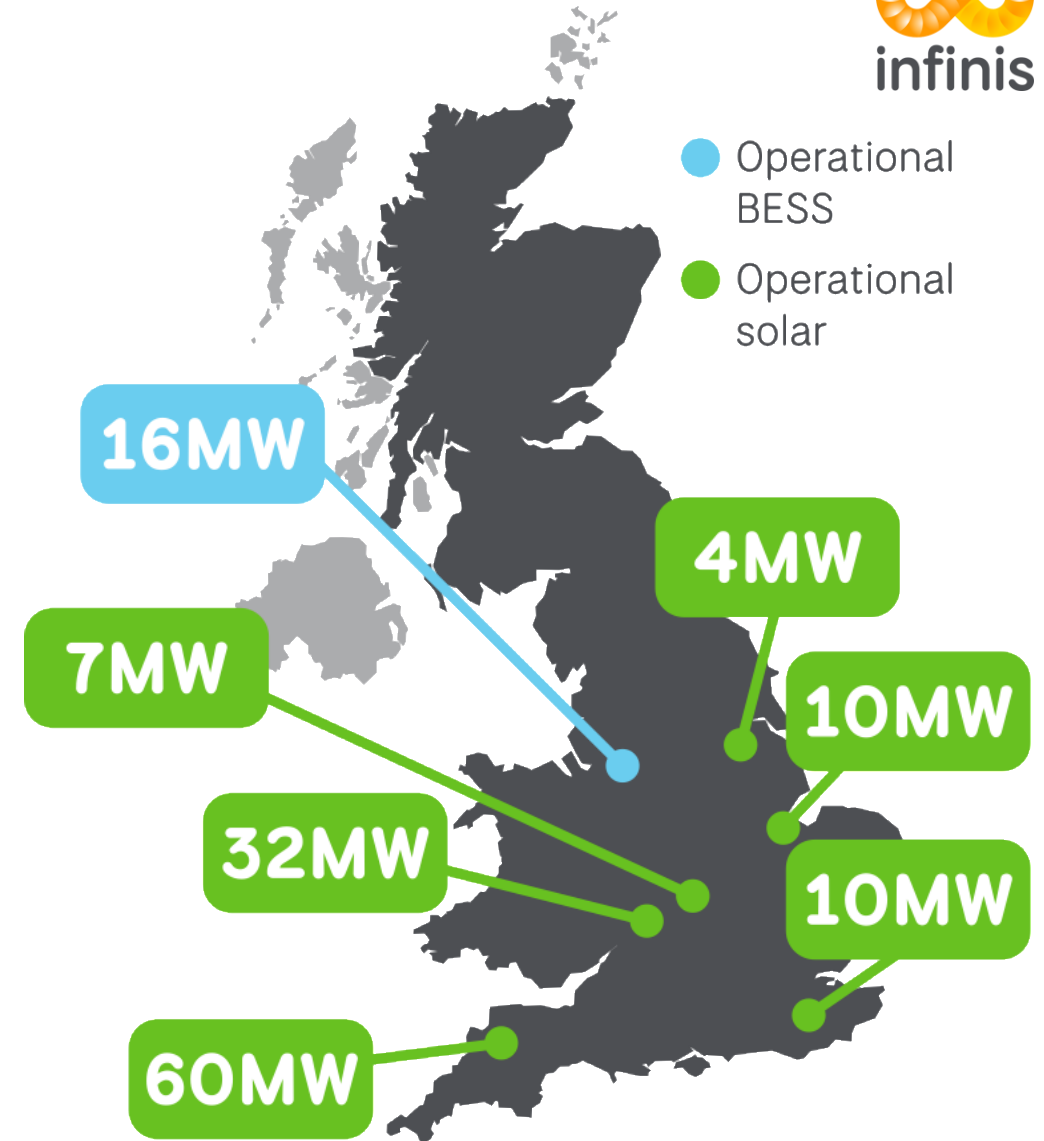 infinis
Operational
BESS
Operational
solar
16MW
4MW
7MW
10MW
32MW
10MW
60MW